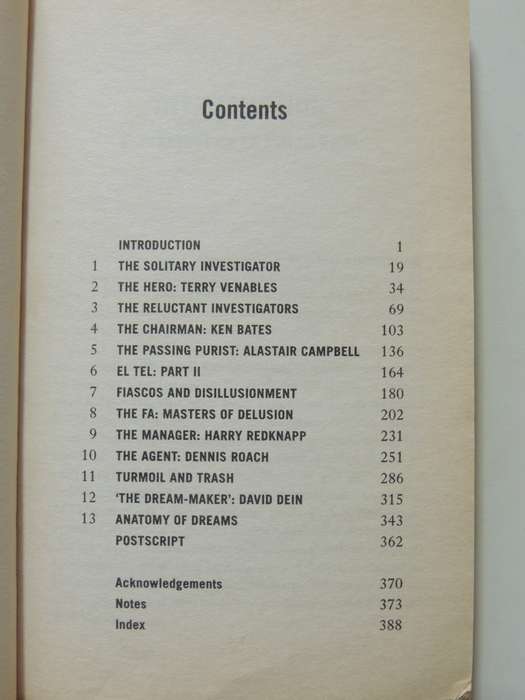 Contents
INTRODUCTION 1
1 THE SOLITARY INVESTIGATOR 19
2 THE HERO: TERRY VENABLES 34
3 THE RELUCTANT INVESTIGATORS 69
4 THE CHAIRMAN: KEN BATES 103
5 THE PASSING PURIST: ALASTAIR CAMPBELL 136
6 EL TEL: PART II 164
7 FIASCOS AND DISILLUSIONMENT 180
8 THE FA: MASTERS OF DELUSION 202
9 THE MANAGER: HARRY REDKNAPP 231
10 THE AGENT: DENNIS ROACH 251
11 TURMOIL AND TRASH 286
12 ‘THE DREAM-MAKER’: DAVID DEIN 315
13 ANATOMY OF DREAMS 343
POSTSCRIPT 362
Acknowledgements 370
Notes 373
Index 388